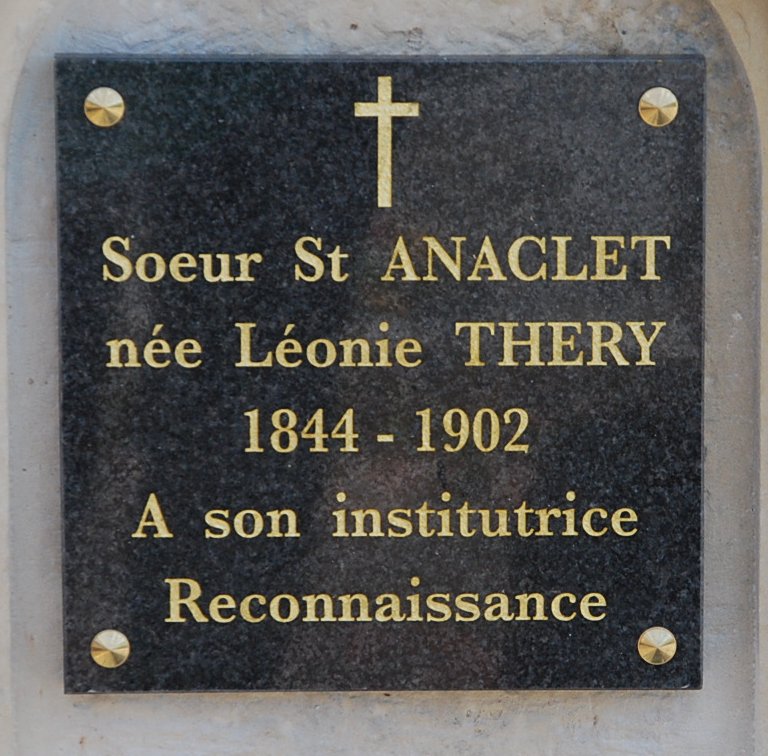 Soeur St ANACLET
née Léonie THERY
1844 - 1902
A son institutrice
Reconnaissance